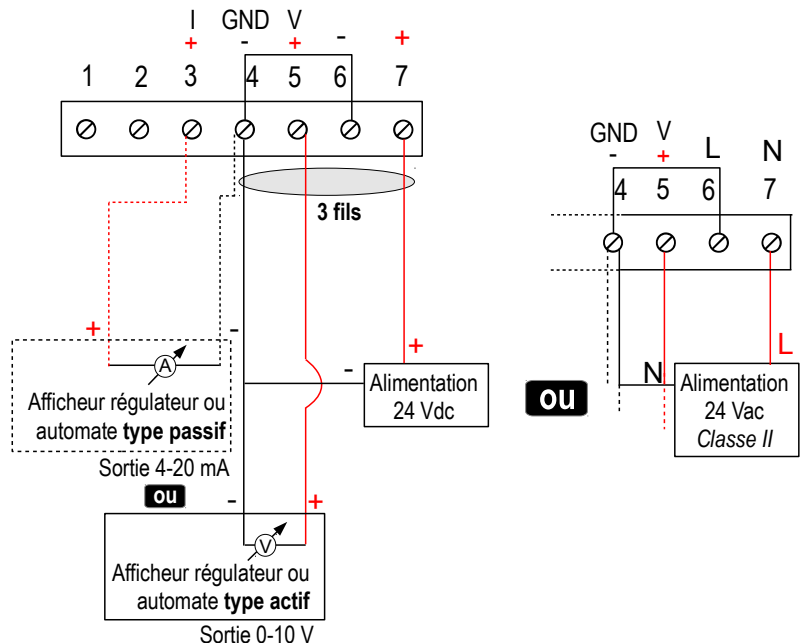 I GND V
+ - + - +
1 2 3 4 5 6 7
3 fils
+ - - +
A
Afficheur régulateur ou
automate type passif
Sortie 4-20 mA
Alimentation
24 Vdc
ou
- +
V
Afficheur régulateur ou
automate type actif
Sortie 0-10 V
ou
GND V L N
- +
4 5 6 7
N L
Alimentation
24 Vac
Classe II